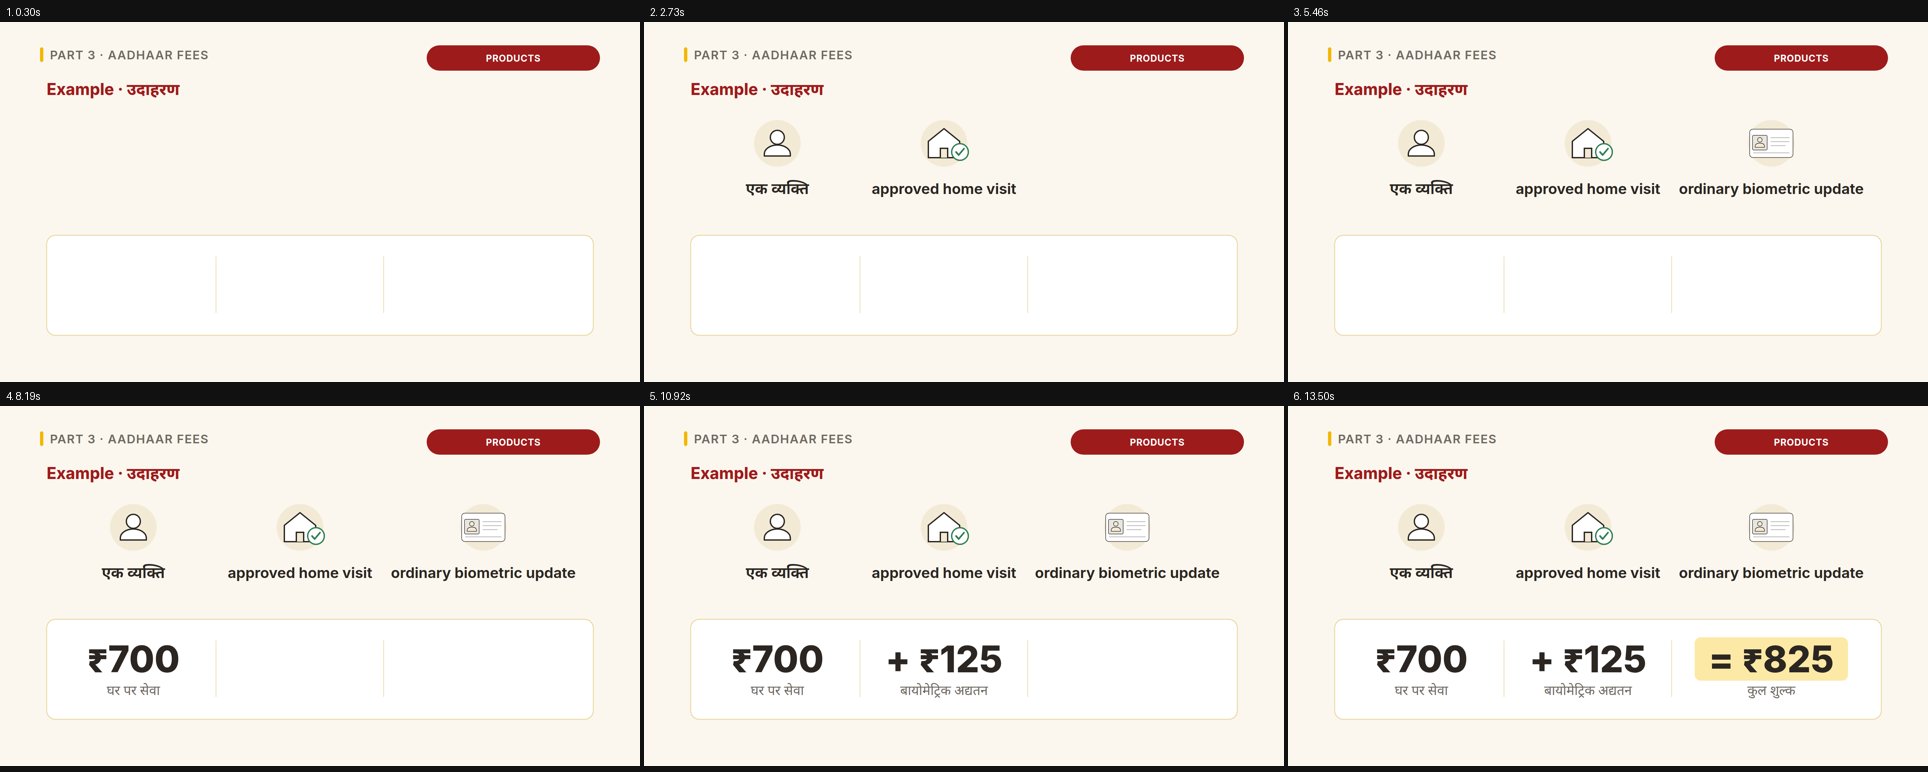 1. 0.30s
PART 3 · AADHAAR FEES
PRODUCTS
Example · उदाहरण
2. 2.73s
PART 3 · AADHAAR FEES
PRODUCTS
Example · उदाहरण
एक व्यक्ति
approved home visit
3. 5.46s
PART 3 · AADHAAR FEES
PRODUCTS
Example · उदाहरण
एक व्यक्ति
approved home visit
ordinary biometric update
4. 8.19s
PART 3 · AADHAAR FEES
PRODUCTS
Example · उदाहरण
एक व्यक्ति
approved home visit
ordinary biometric update
₹700
घर पर सेवा
5. 10.92s
PART 3 · AADHAAR FEES
PRODUCTS
Example · उदाहरण
एक व्यक्ति
approved home visit
ordinary biometric update
₹700
घर पर सेवा
+ ₹125
बायोमेट्रिक अद्यतन
6. 13.50s
PART 3 · AADHAAR FEES
PRODUCTS
Example · उदाहरण
एक व्यक्ति
approved home visit
ordinary biometric update
₹700
घर पर सेवा
+ ₹125
बायोमेट्रिक अद्यतन
= ₹825
कुल शुल्क